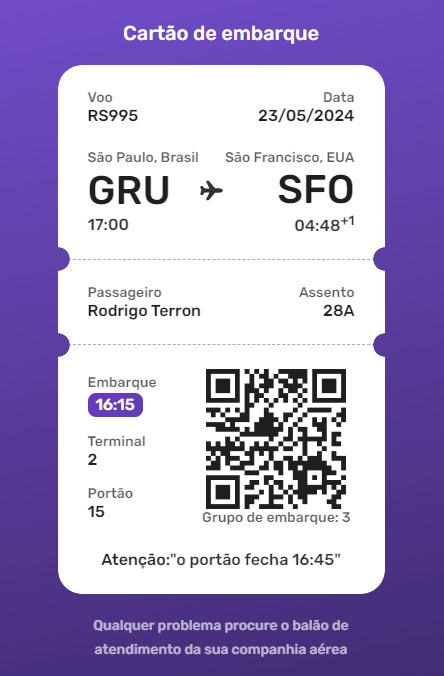 Cartão de embarque
Voo Data
RS995 23/05/2024
São Paulo, Brasil São Francisco, EUA
GRU SFO
17:00 04:48+1
Passageiro Assento
Rodrigo Terron 28A
Embarque
16:15
Terminal
2
Portão
15
Grupo de embarque: 3
Atenção:"o portão fecha 16:45"
Qualquer problema procure o balão de
atendimento da sua companhia aérea